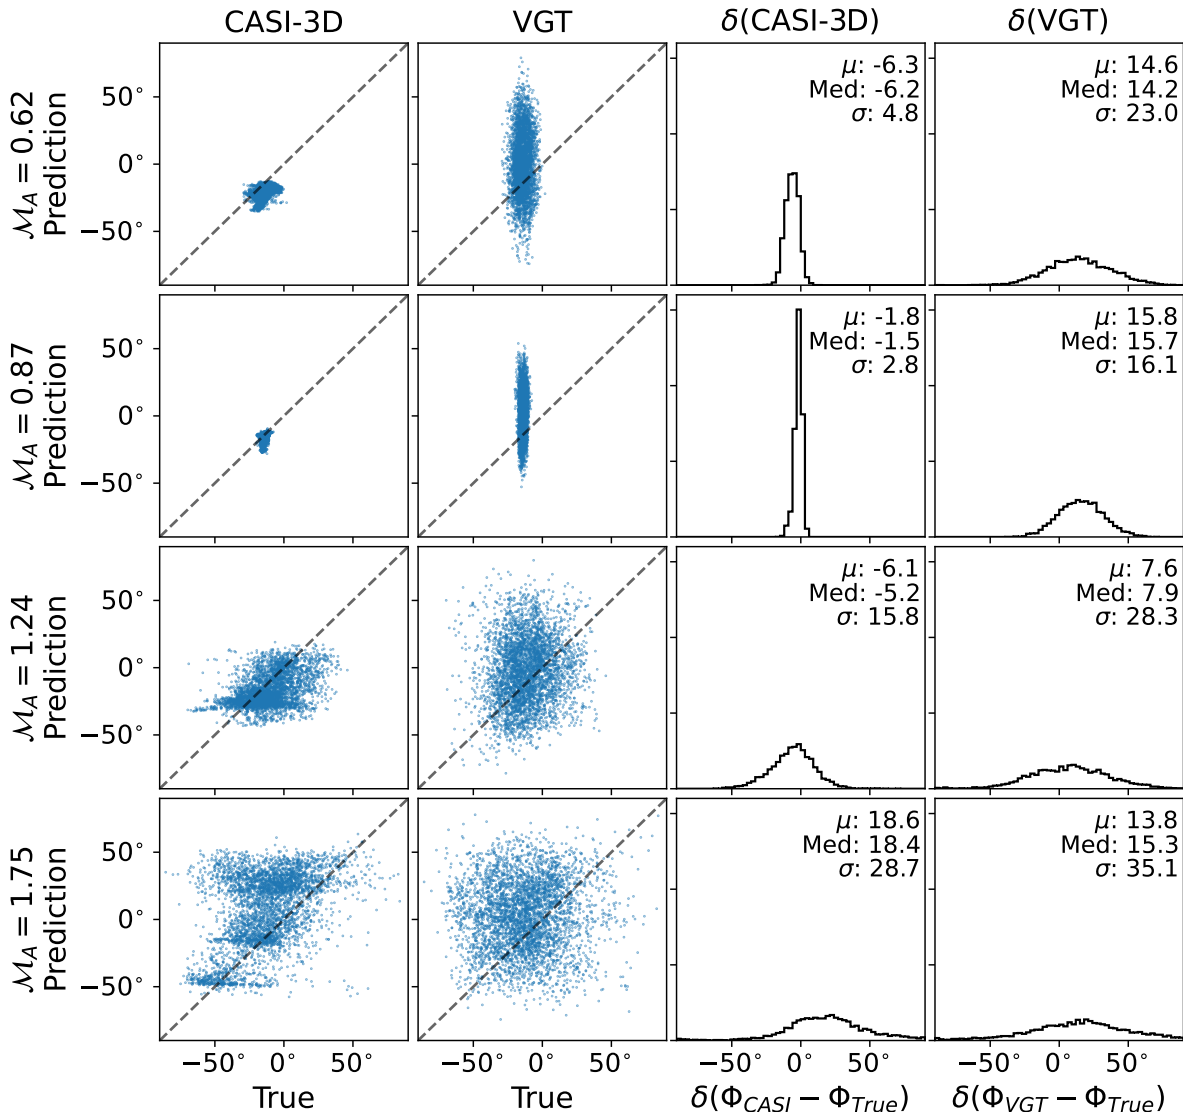 CASI-3D VGT δ(CASI-3D) δ(VGT)
𝓜_A = 0.62
Prediction
50°
0°
−50°
μ: -6.3
Med: -6.2
σ: 4.8
μ: 14.6
Med: 14.2
σ: 23.0
𝓜_A = 0.87
Prediction
50°
0°
−50°
μ: -1.8
Med: -1.5
σ: 2.8
μ: 15.8
Med: 15.7
σ: 16.1
𝓜_A = 1.24
Prediction
50°
0°
−50°
μ: -6.1
Med: -5.2
σ: 15.8
μ: 7.6
Med: 7.9
σ: 28.3
𝓜_A = 1.75
Prediction
50°
0°
−50°
μ: 18.6
Med: 18.4
σ: 28.7
μ: 13.8
Med: 15.3
σ: 35.1
−50° 0° 50° −50° 0° 50° −50° 0° 50° −50° 0° 50°
True True δ(Φ_CASI − Φ_True) δ(Φ_VGT − Φ_True)